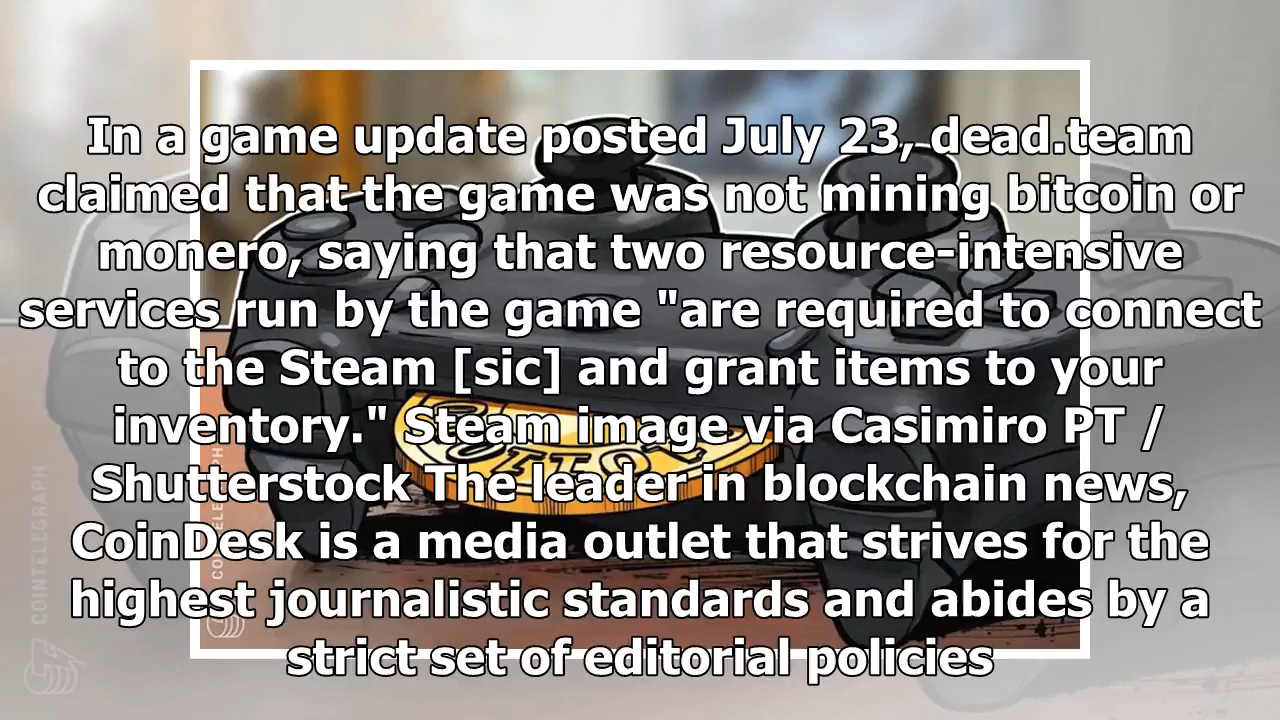 In a game update posted July 23, dead.team
claimed that the game was not mining bitcoin or
monero, saying that two resource-intensive
services run by the game "are required to connect
to the Steam [sic] and grant items to your
inventory." Steam image via Casimiro PT /
Shutterstock The leader in blockchain news,
CoinDesk is a media outlet that strives for the
highest journalistic standards and abides by a
strict set of editorial policies
COINTELEGRAPH